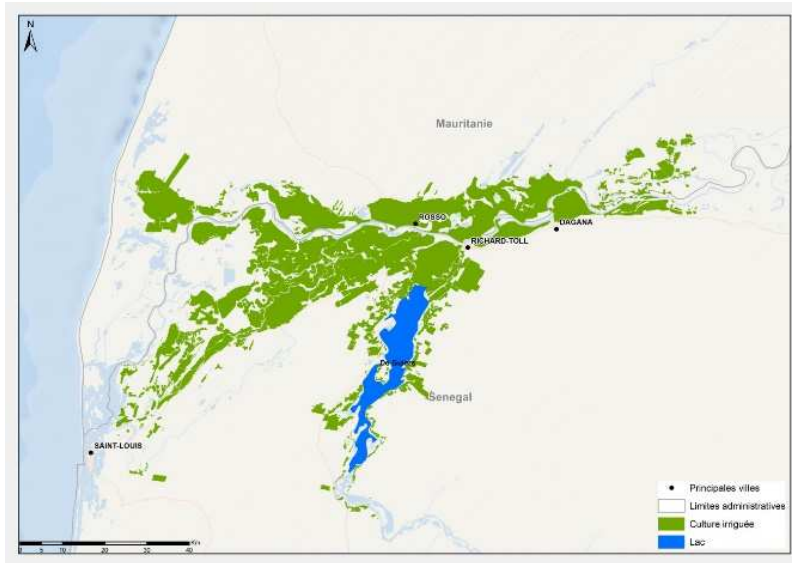 N
Mauritanie
ROSSO
DAGANA
RICHARD-TOLL
Senegal
SAINT-LOUIS
Principales villes
Limites administratives
Culture irriguée
Lac
0 5 10 20 30 40
Km